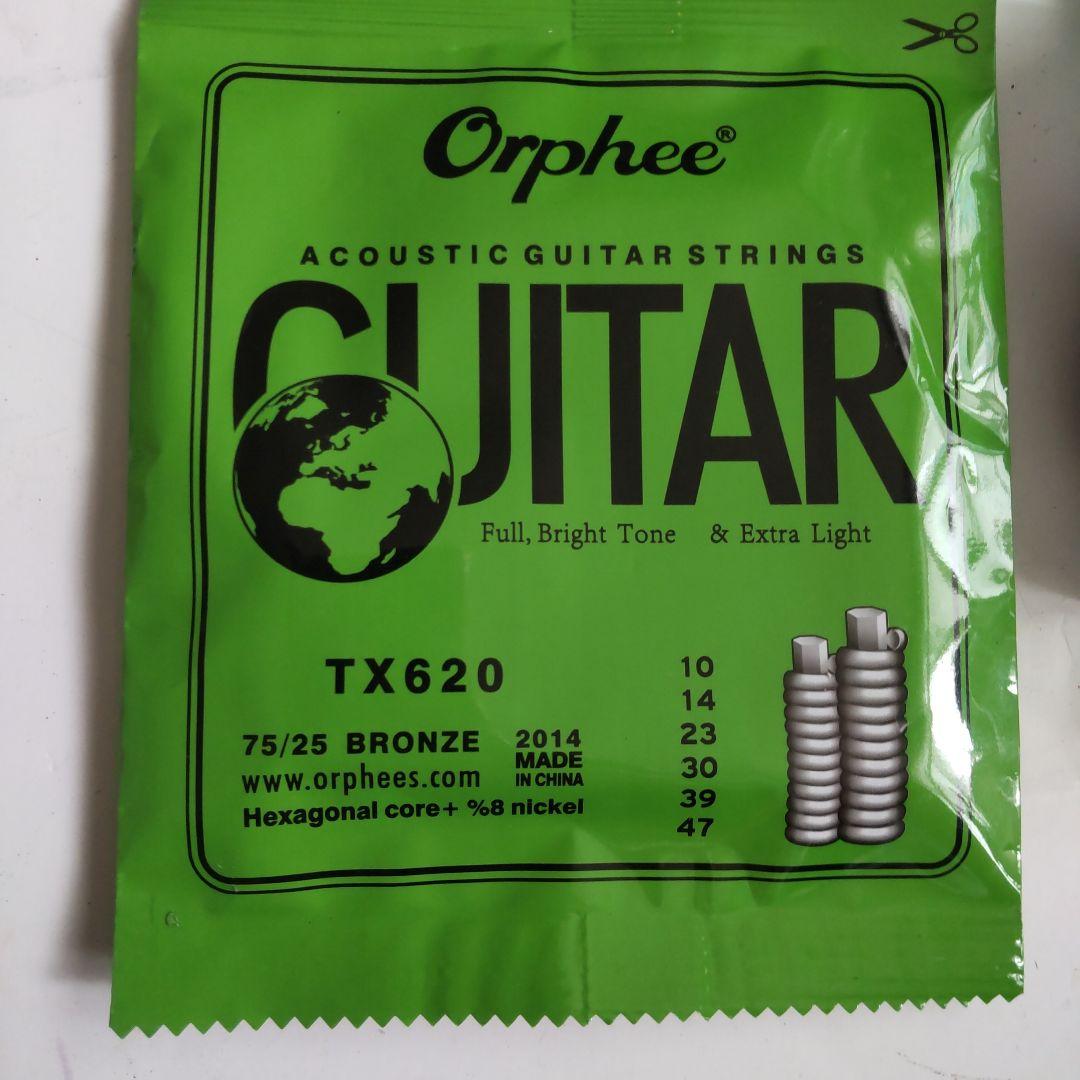 Orphee®
ACOUSTIC GUITAR STRINGS
GUITAR
Full, Bright Tone & Extra Light
TX620
75/25 BRONZE
www.orphees.com
Hexagonal core+ %8 nickel
2014
MADE
IN CHINA
10
14
23
30
39
47